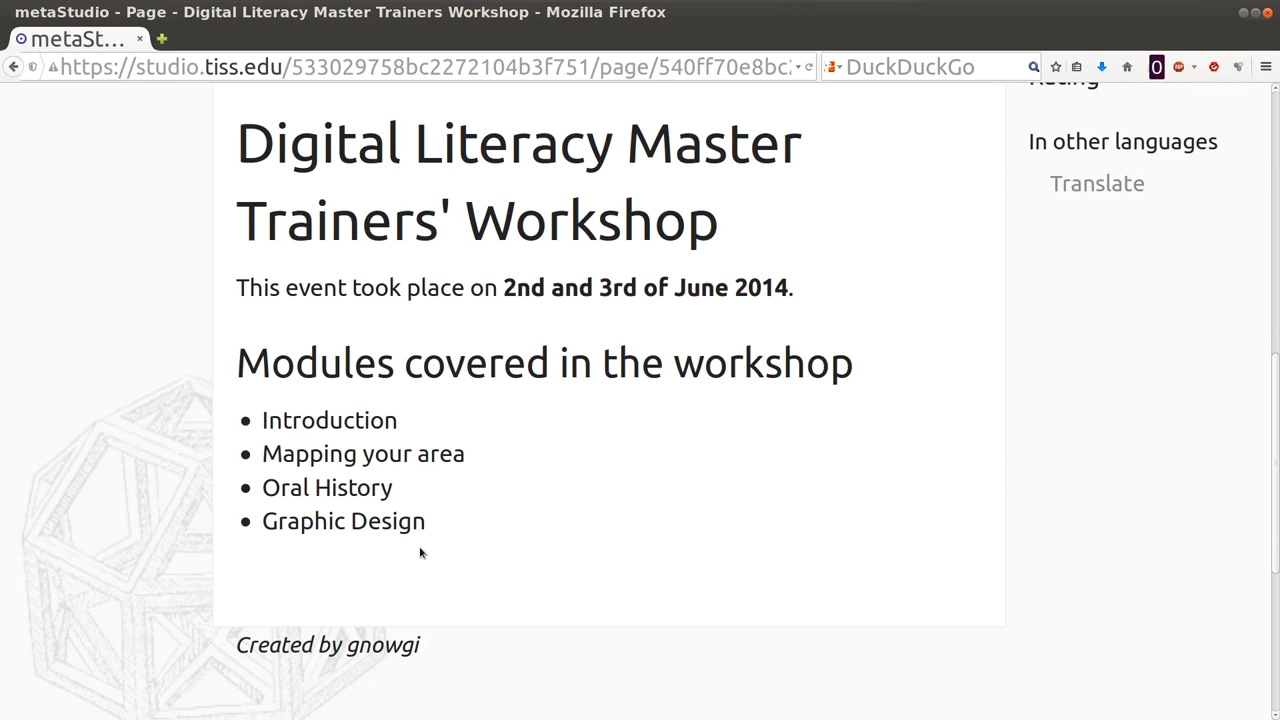 metaStudio - Page - Digital Literacy Master Trainers Workshop - Mozilla Firefox
metaSt...
https://studio.tiss.edu/533029758bc2272104b3f751/page/540ff70e8bc
DuckDuckGo
Rating
In other languages
Translate
Digital Literacy Master
Trainers' Workshop
This event took place on 2nd and 3rd of June 2014.
Modules covered in the workshop
• Introduction
• Mapping your area
• Oral History
• Graphic Design
Created by gnowgi